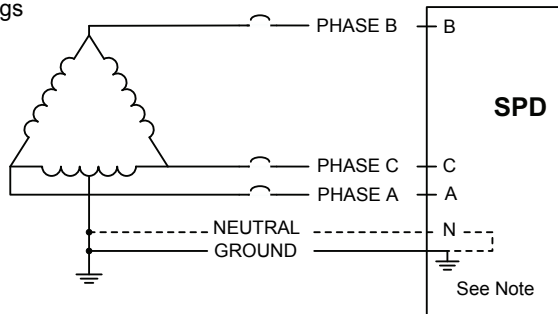 gs
PHASE B B
SPD
PHASE C C
PHASE A A
NEUTRAL N
GROUND
See Note